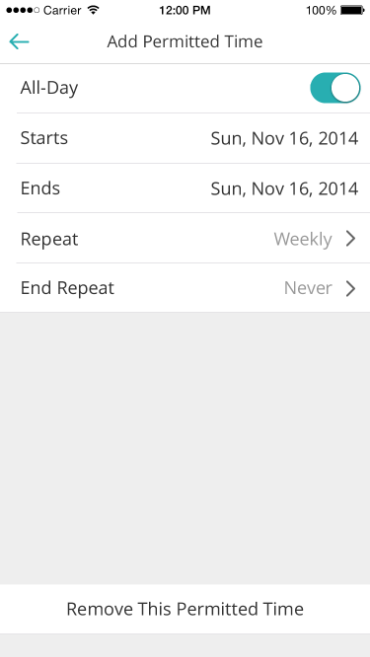 Carrier 12:00 PM 100%
Add Permitted Time
All-Day
Starts Sun, Nov 16, 2014
Ends Sun, Nov 16, 2014
Repeat Weekly
End Repeat Never
Remove This Permitted Time